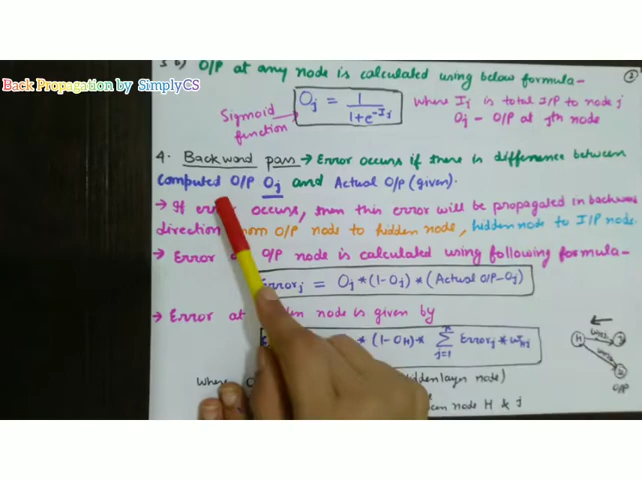 3 b) O/P at any node is calculated using below formula-
②
Back Propagation by SimplyCS
Oj = 1 / 1+e^-Ij
Sigmoid function
where Ij is total I/P to node j
Oj - O/P at jth node
4. Backward pass → Error occurs if there is difference between
computed O/P Oj and Actual O/P (given).
→ If error occurs, then this error will be propagated in backward
direction from O/P node to hidden node, hidden node to I/P node.
→ Error O/P node is calculated using following formula-
Errorj = Oj*(1-Oj)*(Actual O/P-Oj)
→ Error at node is given by
*(1-OH)* n Σ j=1 Errorj * wHj
H
O/P
where hidden layer node)
node H & j